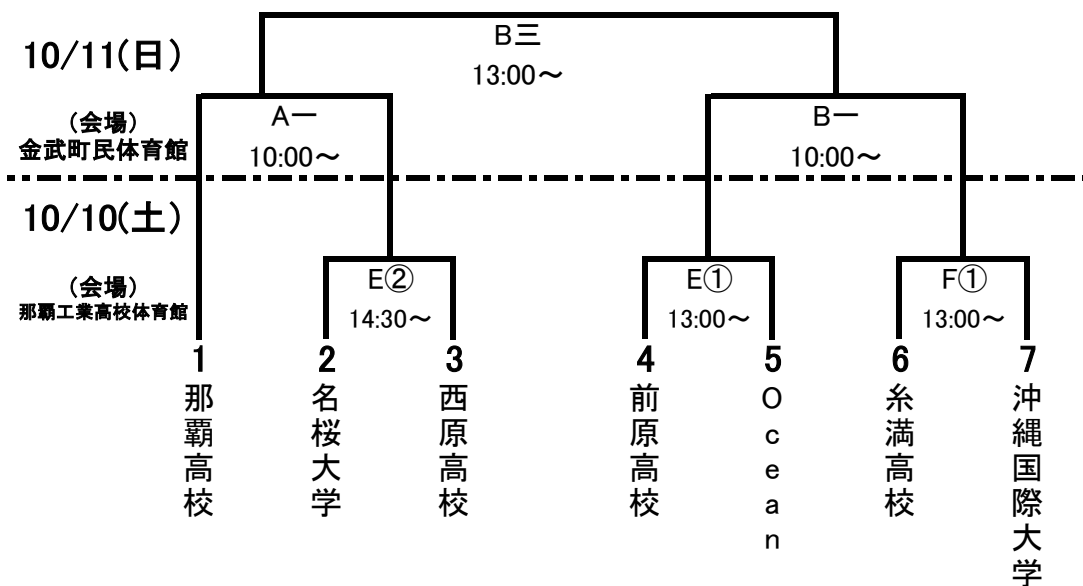 B三
10/11(日)
13:00～
(会場)
金武町民体育館
A一
B一
10:00～
10:00～
10/10(土)
(会場)
那覇工業高校体育館
E②
E①
F①
14:30～
13:00～
13:00～
1
2
3
4
5
6
7
那覇高校
名桜大学
西原高校
前原高校
Ocean
糸満高校
沖縄国際大学